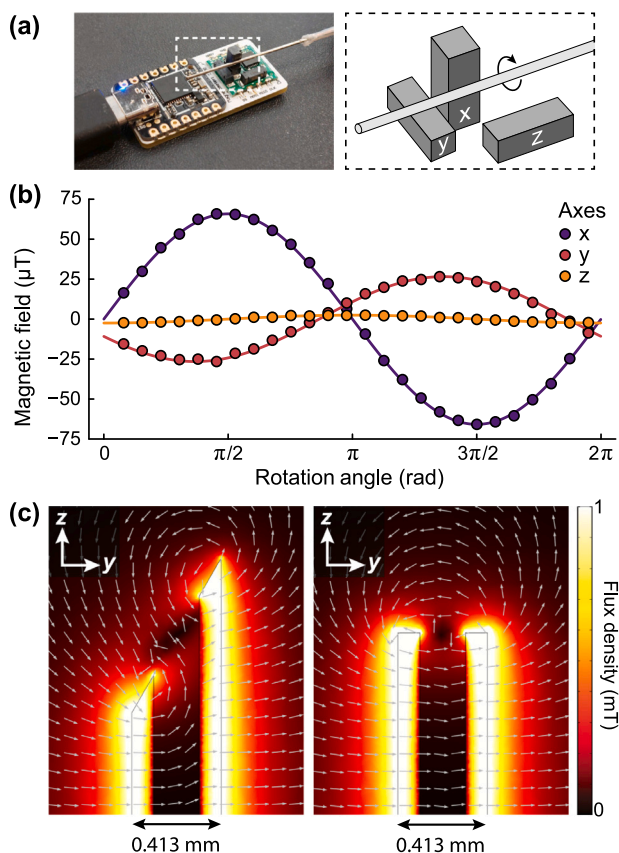 (a)
x
y
z
(b)
Magnetic field (μT)
75
50
25
0
−25
−50
−75
Axes
x
y
z
0
π/2
π
3π/2
2π
Rotation angle (rad)
(c)
z
y
z
y
1
Flux density (mT)
0
0.413 mm
0.413 mm